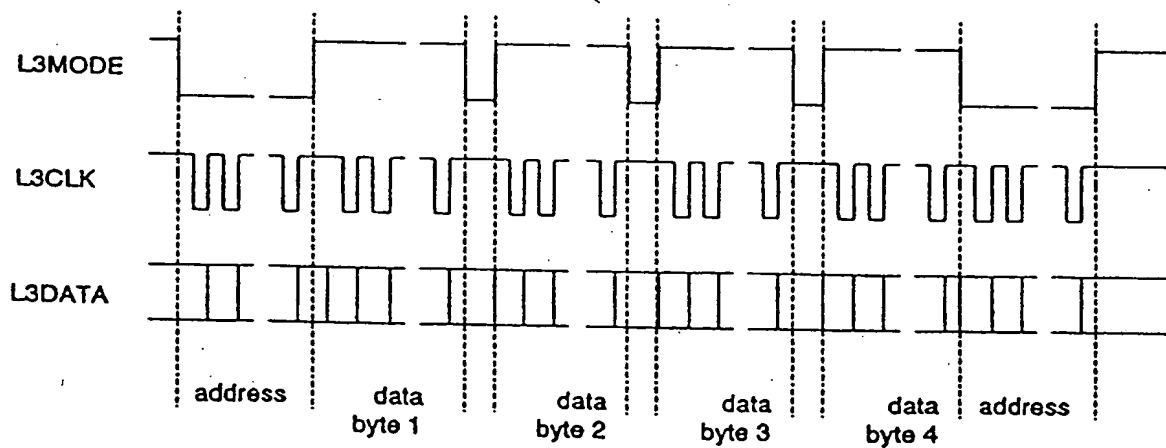 L3MODE
L3CLK
L3DATA
address
data
byte 1
data
byte 2
data
byte 3
data
byte 4
address